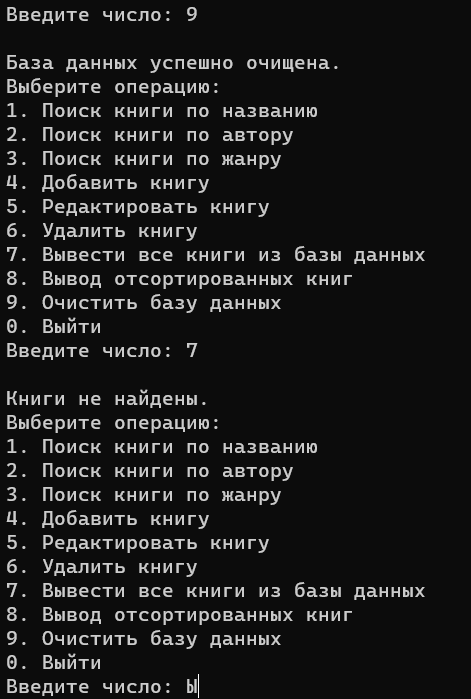 Введите число: 9
База данных успешно очищена.
Выберите операцию:
1. Поиск книги по названию
2. Поиск книги по автору
3. Поиск книги по жанру
4. Добавить книгу
5. Редактировать книгу
6. Удалить книгу
7. Вывести все книги из базы данных
8. Вывод отсортированных книг
9. Очистить базу данных
0. Выйти
Введите число: 7
Книги не найдены.
Выберите операцию:
1. Поиск книги по названию
2. Поиск книги по автору
3. Поиск книги по жанру
4. Добавить книгу
5. Редактировать книгу
6. Удалить книгу
7. Вывести все книги из базы данных
8. Вывод отсортированных книг
9. Очистить базу данных
0. Выйти
Введите число: Ы